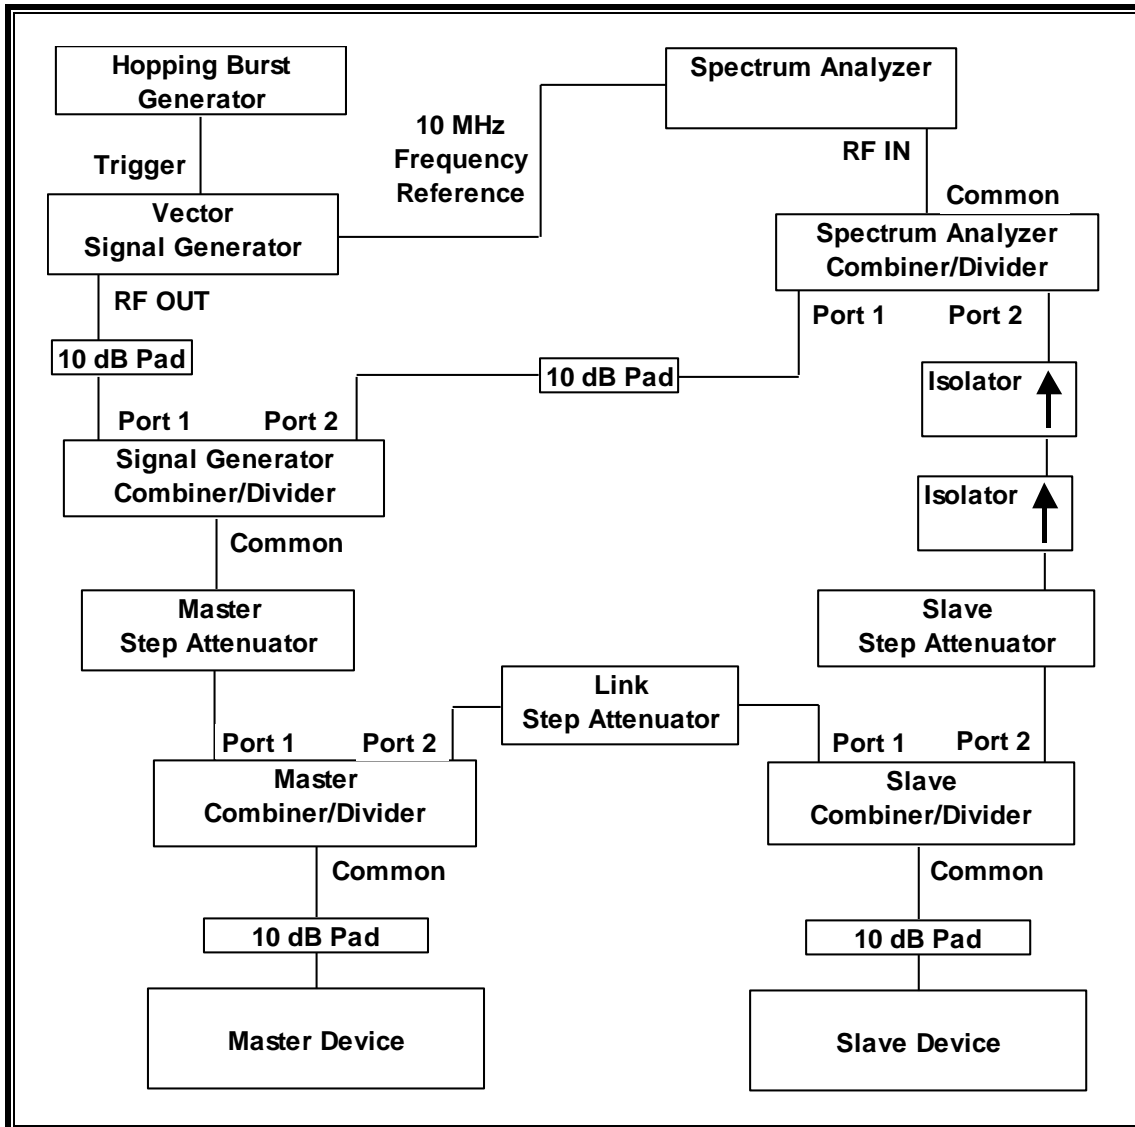 Hopping Burst
Generator
Spectrum Analyzer
10 MHz
Frequency
Reference
RF IN
Trigger
Common
Vector
Signal Generator
Spectrum Analyzer
Combiner/Divider
RF OUT
Port 1
Port 2
10 dB Pad
10 dB Pad
Isolator
Port 1
Port 2
Signal Generator
Combiner/Divider
Isolator
Common
Master
Step Attenuator
Slave
Step Attenuator
Link
Step Attenuator
Port 1
Port 2
Port 1
Port 2
Master
Combiner/Divider
Slave
Combiner/Divider
Common
Common
10 dB Pad
10 dB Pad
Master Device
Slave Device